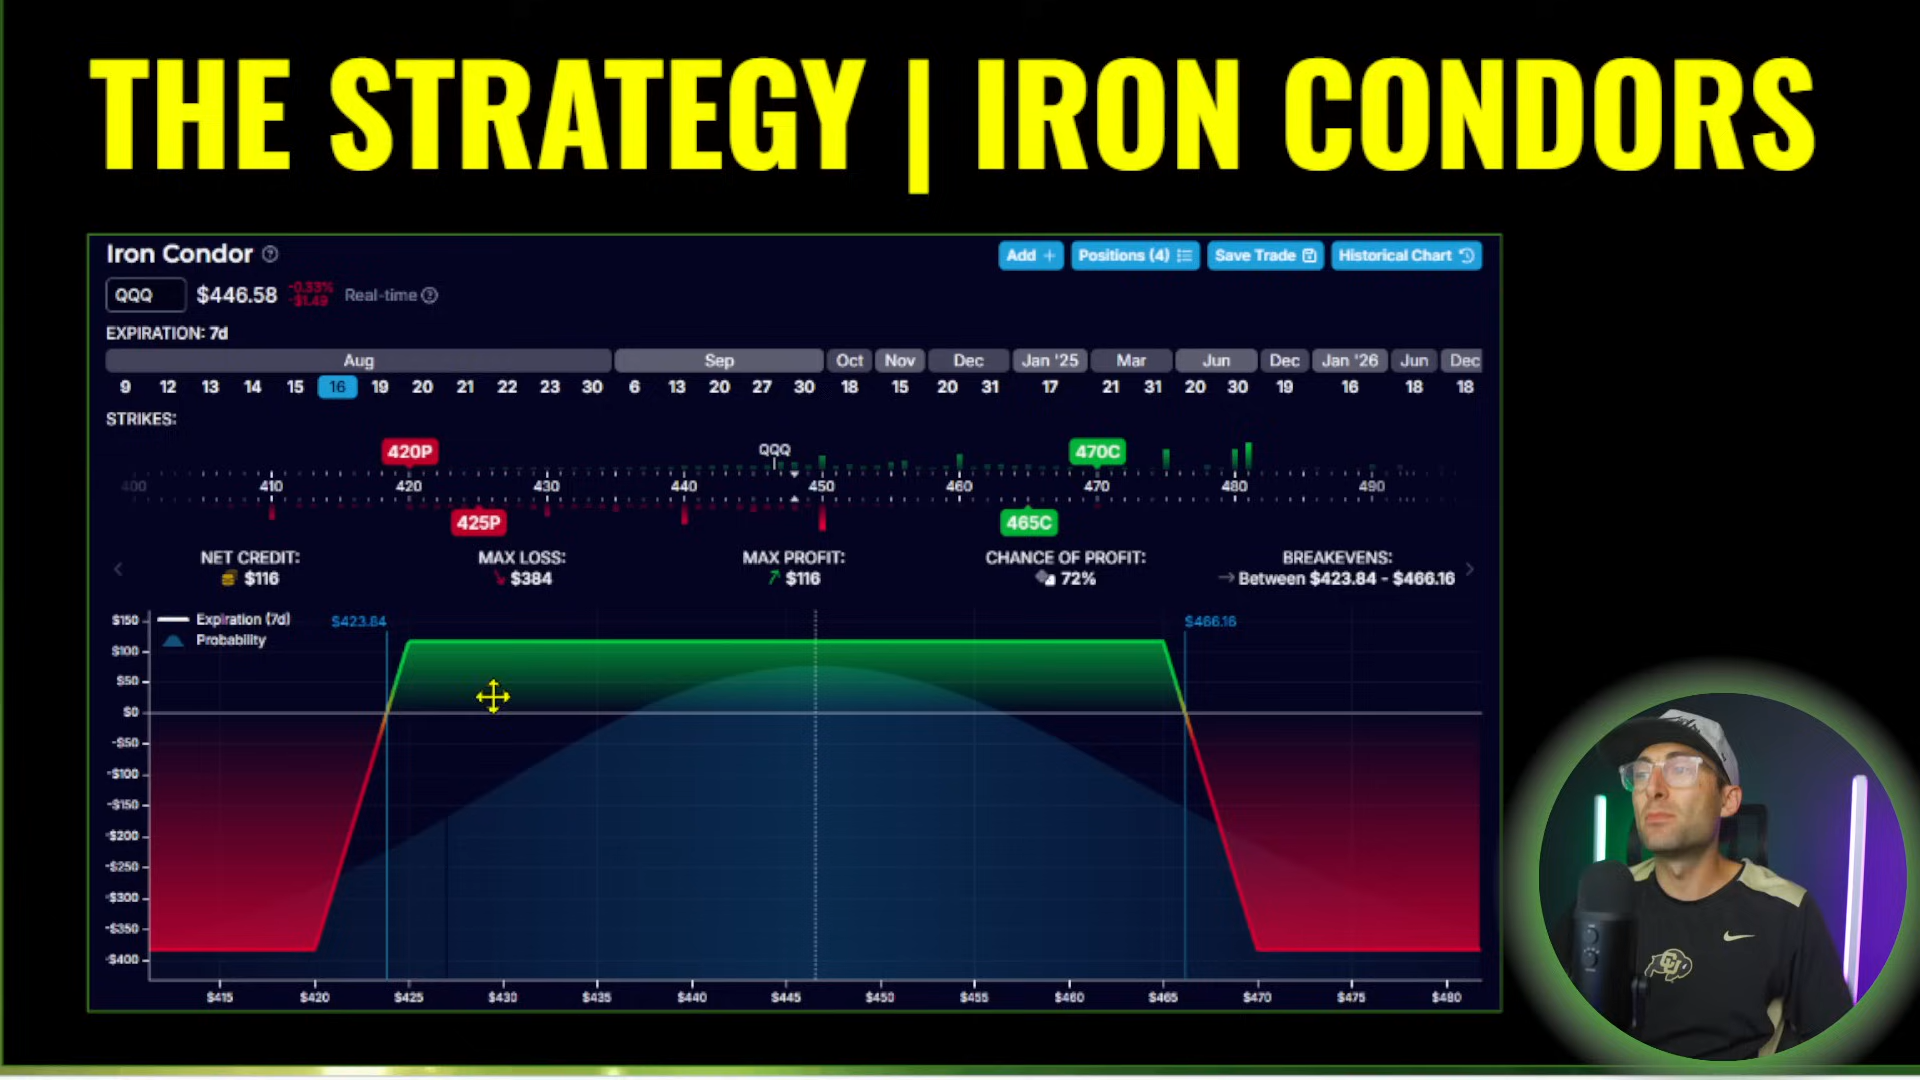 THE STRATEGY | IRON CONDORS
Iron Condor
Add +
Positions (4)
Save Trade
Historical Chart
QQQ
$446.58
-0.33%
-$1.49
Real-time
EXPIRATION: 7d
Aug Sep Oct Nov Dec Jan '25 Mar Jun Dec Jan '26 Jun Dec
9 12 13 14 15 16 19 20 21 22 23 30 6 13 20 27 30 18 15 20 31 17 21 31 20 30 19 16 18 18
STRIKES:
420P QQQ 470C
400 410 420 430 440 450 460 470 480 490
425P 465C
NET CREDIT: MAX LOSS: MAX PROFIT: CHANCE OF PROFIT: BREAKEVENS:
$116 $384 $116 72% Between $423.84 - $466.16
Expiration (7d)
Probability
$423.84 $466.16
$150
$100
$50
$0
-$50
-$100
-$150
-$200
-$250
-$300
-$350
-$400
$415 $420 $425 $430 $435 $440 $445 $450 $455 $460 $465 $470 $475 $480
CU